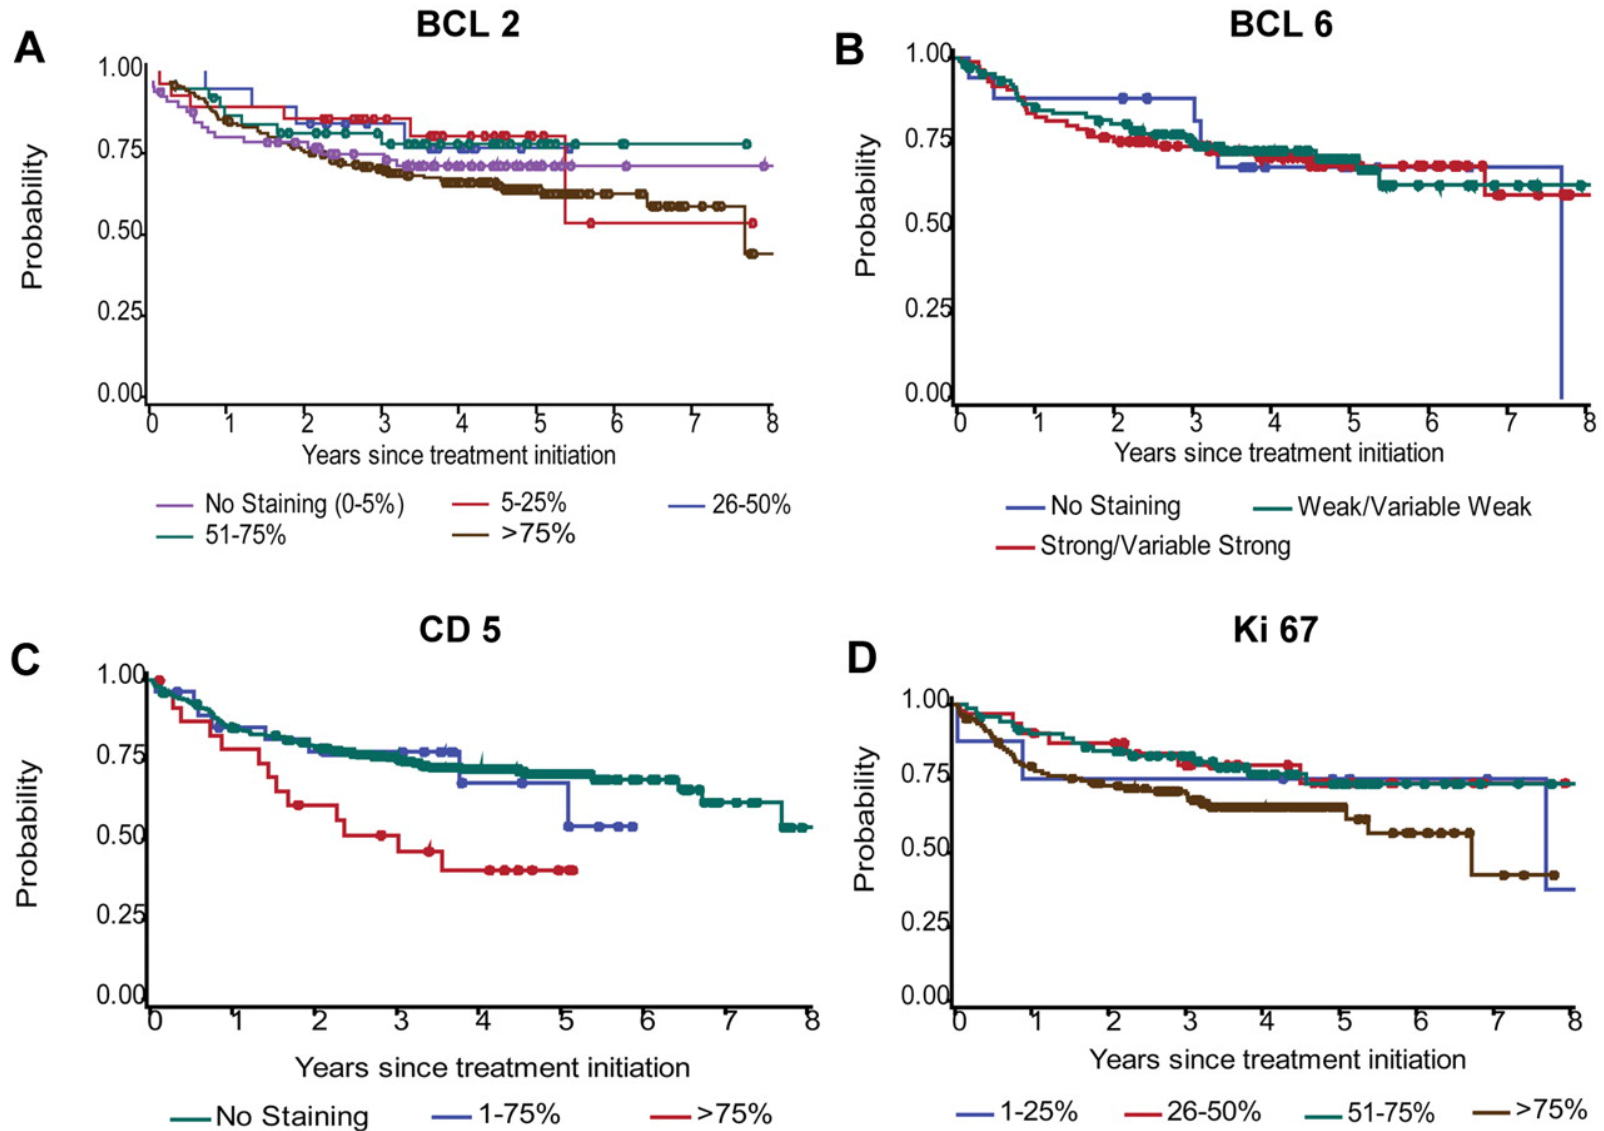 A
BCL 2
1.00
0.75
0.50
0.25
0.00
Probability
0 1 2 3 4 5 6 7 8
Years since treatment initiation
No Staining (0-5%) 5-25% 26-50%
51-75% >75%
B
BCL 6
1.00
0.75
0.50
0.25
0.00
Probability
0 1 2 3 4 5 6 7 8
Years since treatment initiation
No Staining Weak/Variable Weak
Strong/Variable Strong
C
CD 5
1.00
0.75
0.50
0.25
0.00
Probability
0 1 2 3 4 5 6 7 8
Years since treatment initiation
No Staining 1-75% >75%
D
Ki 67
1.00
0.75
0.50
0.25
0.00
Probability
0 1 2 3 4 5 6 7 8
Years since treatment initiation
1-25% 26-50% 51-75% >75%